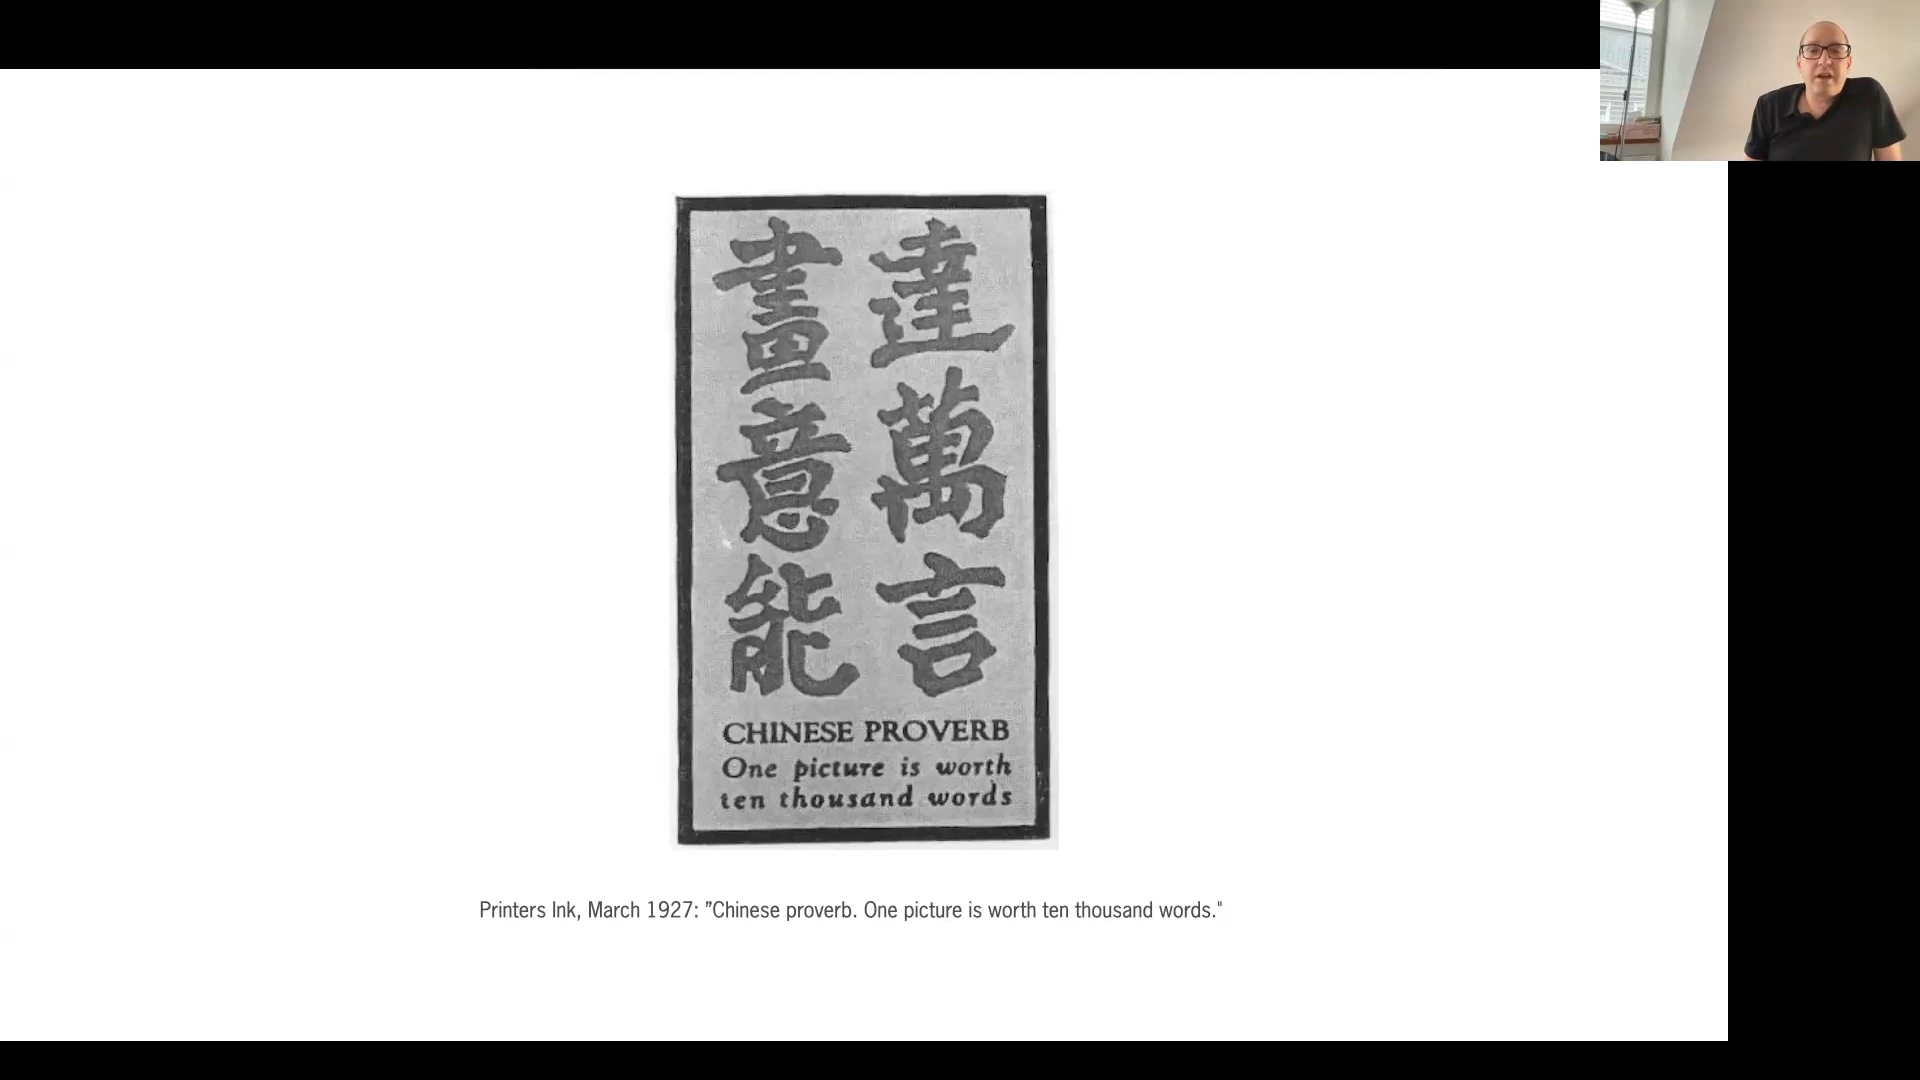 畫意能
達萬言
CHINESE PROVERB
One picture is worth
ten thousand words
Printers Ink, March 1927: ”Chinese proverb. One picture is worth ten thousand words."